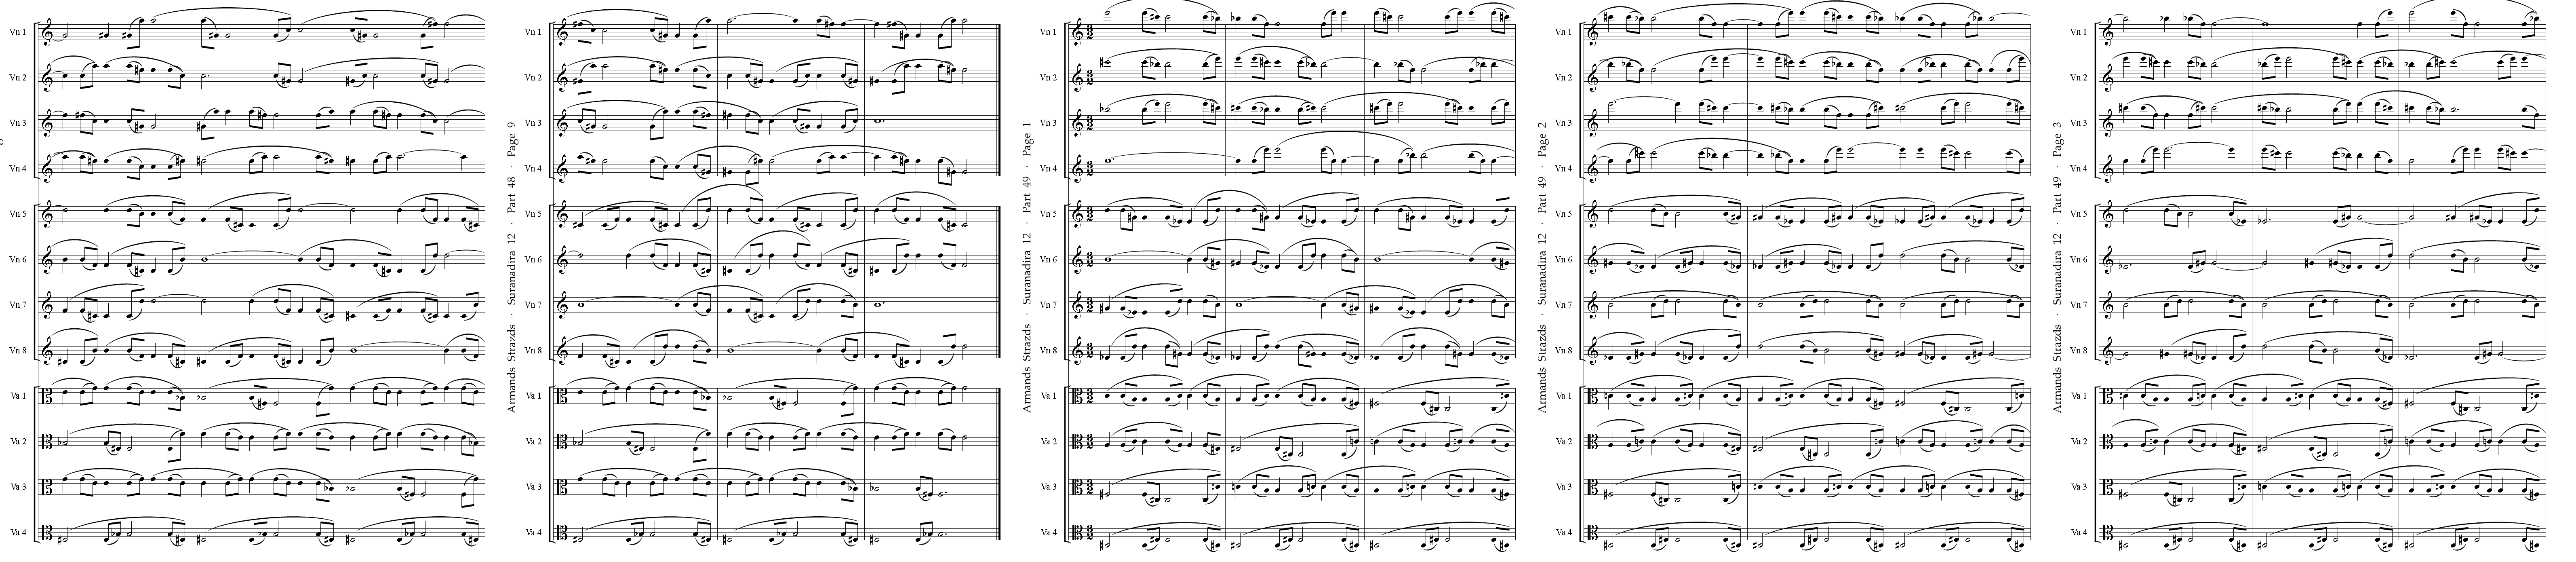 Vn 1
Vn 2
Vn 3
Vn 4
Vn 5
Vn 6
Vn 7
Vn 8
Va 1
Va 2
Va 3
Va 4
Armands Strazds · Suranadira 12 · Part 48 · Page 9
Vn 1
Vn 2
Vn 3
Vn 4
Vn 5
Vn 6
Vn 7
Vn 8
Va 1
Va 2
Va 3
Va 4
Armands Strazds · Suranadira 12 · Part 49 · Page 1
Vn 1
Vn 2
Vn 3
Vn 4
Vn 5
Vn 6
Vn 7
Vn 8
Va 1
Va 2
Va 3
Va 4
Armands Strazds · Suranadira 12 · Part 49 · Page 2
Vn 1
Vn 2
Vn 3
Vn 4
Vn 5
Vn 6
Vn 7
Vn 8
Va 1
Va 2
Va 3
Va 4
Armands Strazds · Suranadira 12 · Part 49 · Page 3
Vn 1
Vn 2
Vn 3
Vn 4
Vn 5
Vn 6
Vn 7
Vn 8
Va 1
Va 2
Va 3
Va 4